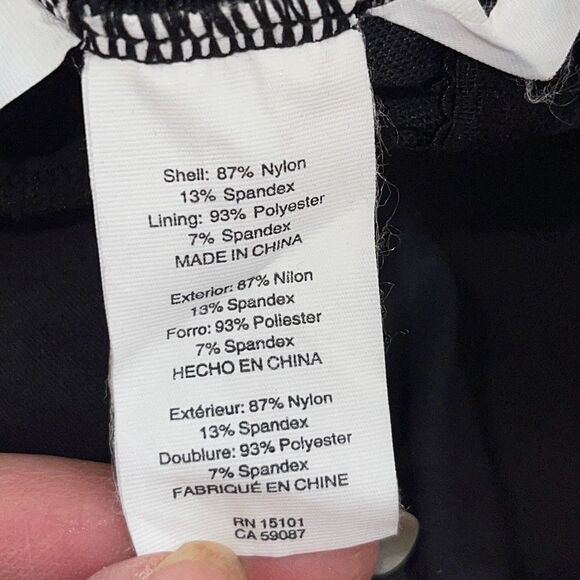 Shell: 87% Nylon
13% Spandex
Lining: 93% Polyester
7% Spandex
MADE IN CHINA
Exterior: 87% Nilon
13% Spandex
Forro: 93% Poliester
7% Spandex
HECHO EN CHINA
Extérieur: 87% Nylon
13% Spandex
Doublure: 93% Polyester
7% Spandex
FABRIQUÉ EN CHINE
RN 15101
CA 59087